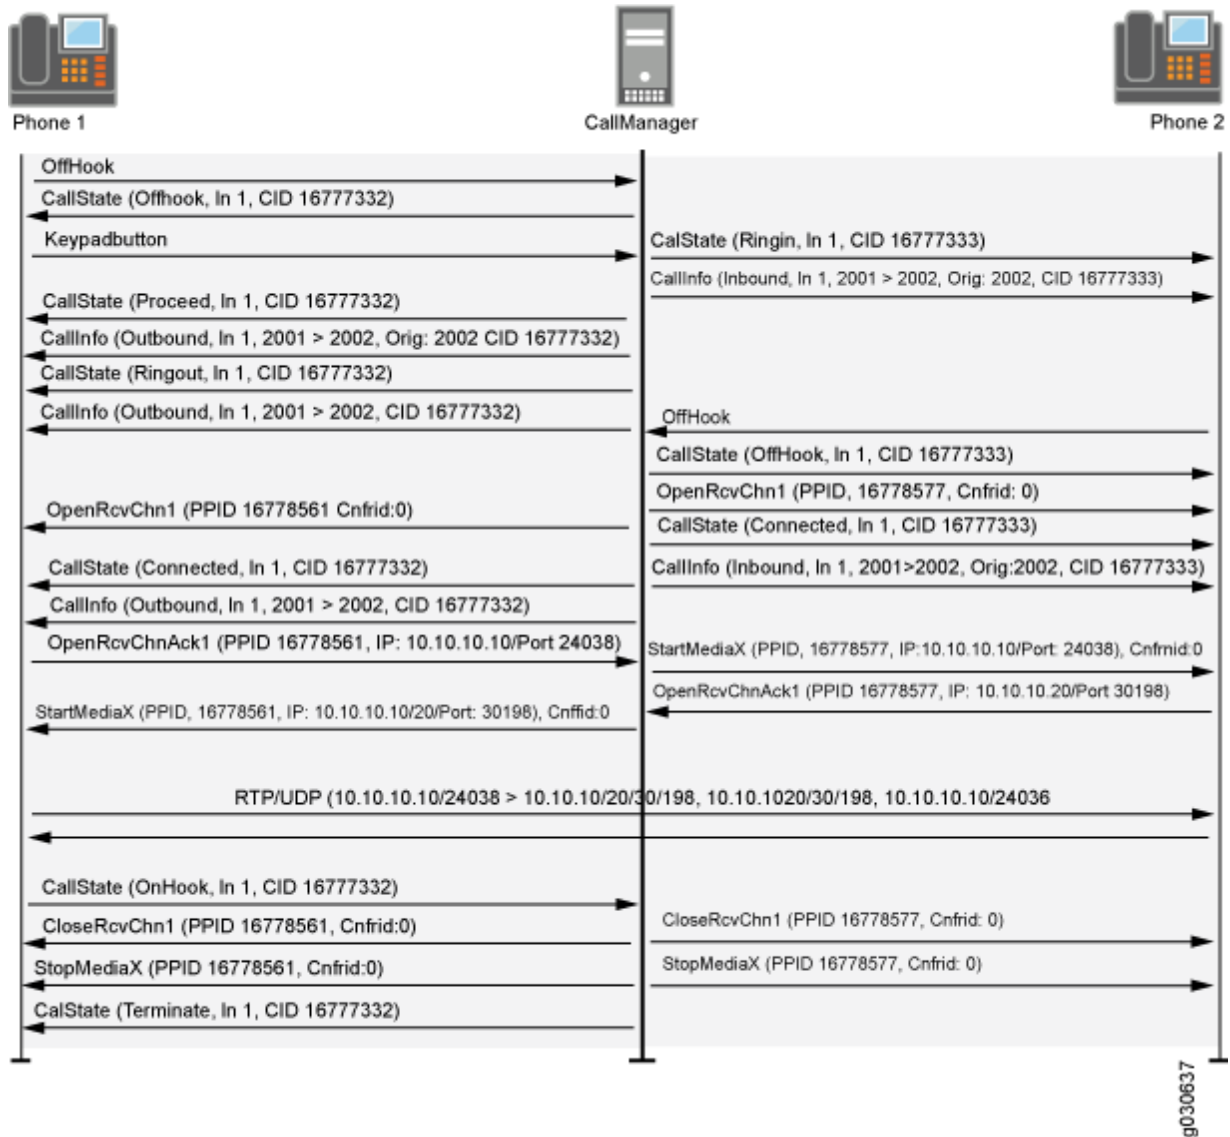 Phone 1
CallManager
Phone 2
OffHook
CallState (Offhook, In 1, CID 16777332)
Keypadbutton
CalState (Ringin, In 1, CID 16777333)
CallInfo (Inbound, In 1, 2001 > 2002, Orig: 2002, CID 16777333)
CallState (Proceed, In 1, CID 16777332)
CallInfo (Outbound, In 1, 2001 > 2002, Orig: 2002 CID 16777332)
CallState (Ringout, In 1, CID 16777332)
CallInfo (Outbound, In 1, 2001 > 2002, CID 16777332)
OffHook
CallState (OffHook, In 1, CID 16777333)
OpenRcvChn1 (PPID, 16778577, Cnfrid: 0)
OpenRcvChn1 (PPID 16778561 Cnfrid:0)
CallState (Connected, In 1, CID 16777333)
CallState (Connected, In 1, CID 16777332)
CallInfo (Inbound, In 1, 2001>2002, Orig:2002, CID 16777333)
CallInfo (Outbound, In 1, 2001 > 2002, CID 16777332)
OpenRcvChnAck1 (PPID 16778561, IP: 10.10.10.10/Port 24038)
StartMediaX (PPID, 16778577, IP:10.10.10.10/Port: 24038), Cnfrnid:0
OpenRcvChnAck1 (PPID 16778577, IP: 10.10.10.20/Port 30198)
StartMediaX (PPID, 16778561, IP: 10.10.10.10/20/Port: 30198), Cnffid:0
RTP/UDP (10.10.10.10/24038 > 10.10.10/20/30/198, 10.10.1020/30/198, 10.10.10.10/24036
CallState (OnHook, In 1, CID 16777332)
CloseRcvChn1 (PPID 16778561, Cnfrid:0)
CloseRcvChn1 (PPID 16778577, Cnfrid: 0)
StopMediaX (PPID 16778561, Cnfrid:0)
StopMediaX (PPID 16778577, Cnfrid: 0)
CalState (Terminate, In 1, CID 16777332)
g030637